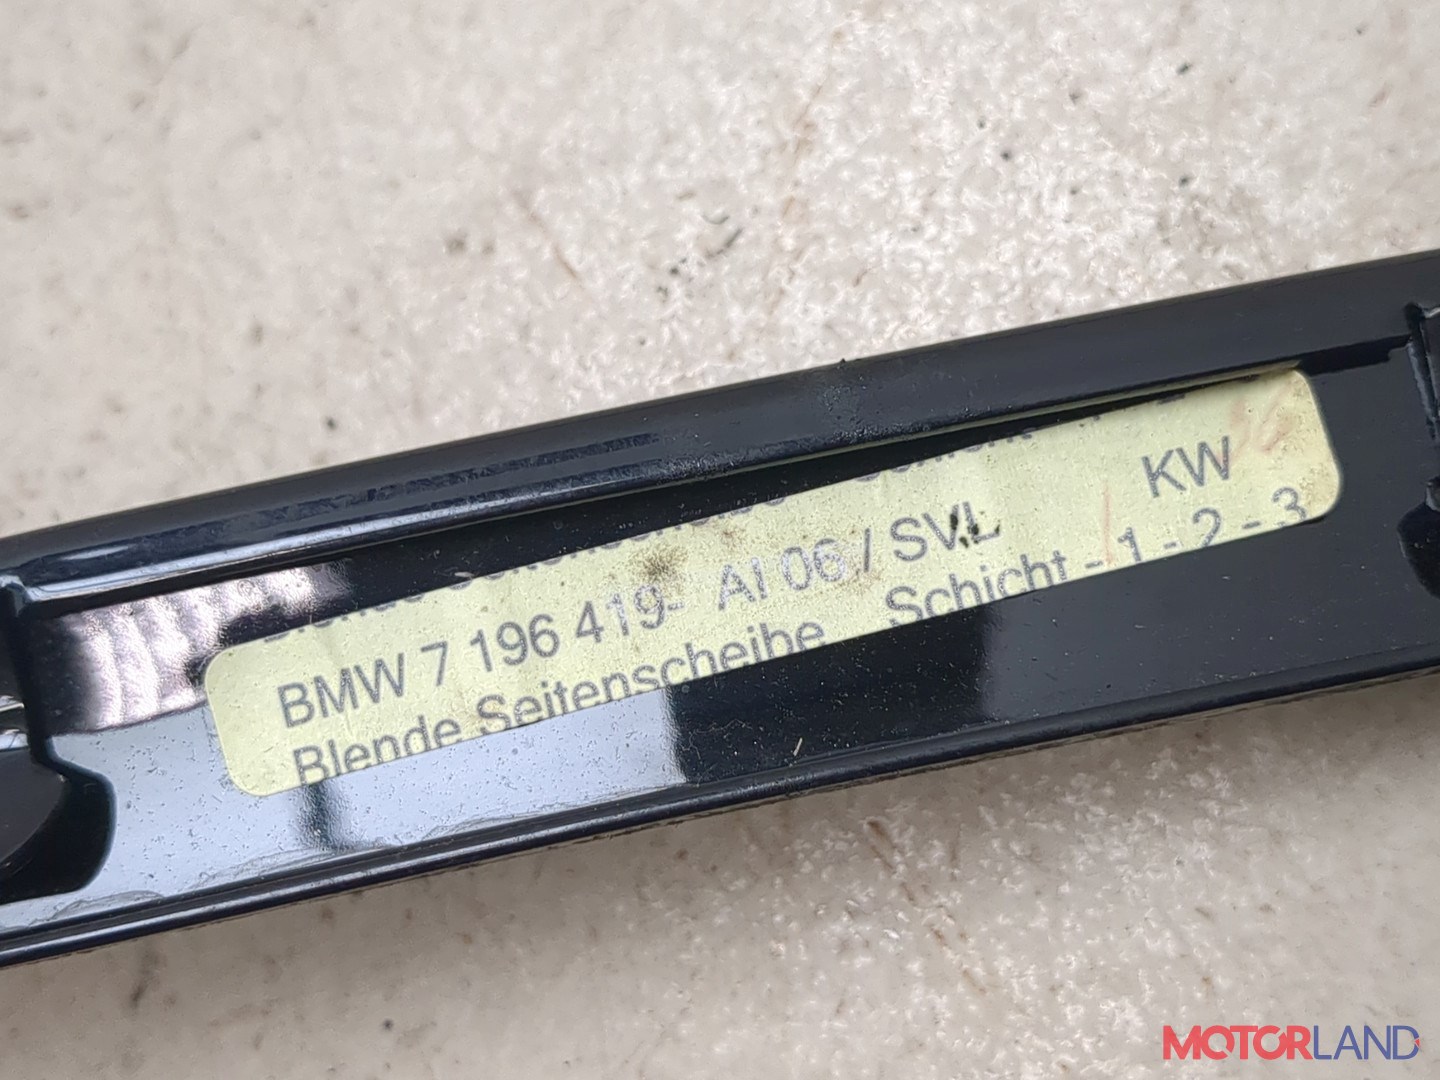 BMW 7 196 419- AI 06 / SVL KW
Blende Seitenscheibe Schicht - 1 - 2 - 3
MOTORLAND